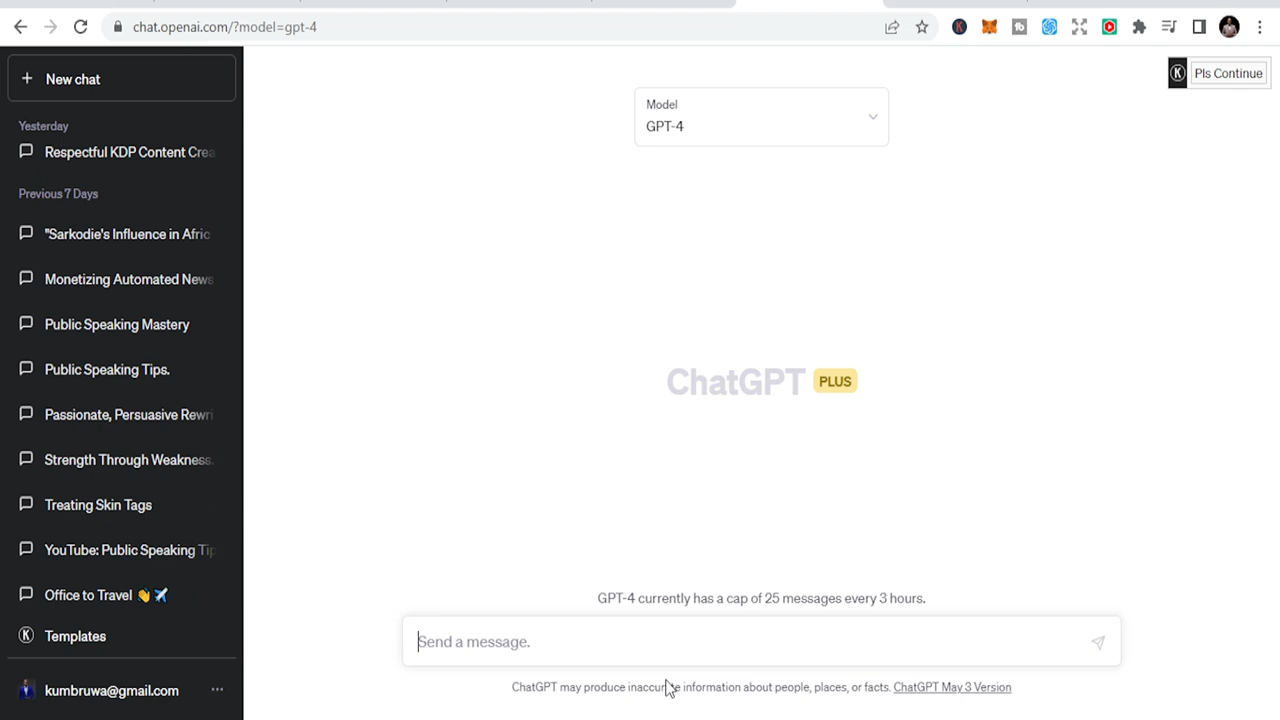 chat.openai.com/?model=gpt-4
New chat
Yesterday
Respectful KDP Content Crea
Previous 7 Days
"Sarkodie's Influence in Afric
Monetizing Automated News
Public Speaking Mastery
Public Speaking Tips.
Passionate, Persuasive Rewri
Strength Through Weakness.
Treating Skin Tags
YouTube: Public Speaking Tip
Office to Travel 👋 ✈️
K Templates
kumbruwa@gmail.com
K Pls Continue
Model
GPT-4
ChatGPT PLUS
GPT-4 currently has a cap of 25 messages every 3 hours.
Send a message.
ChatGPT may produce inaccurate information about people, places, or facts. ChatGPT May 3 Version